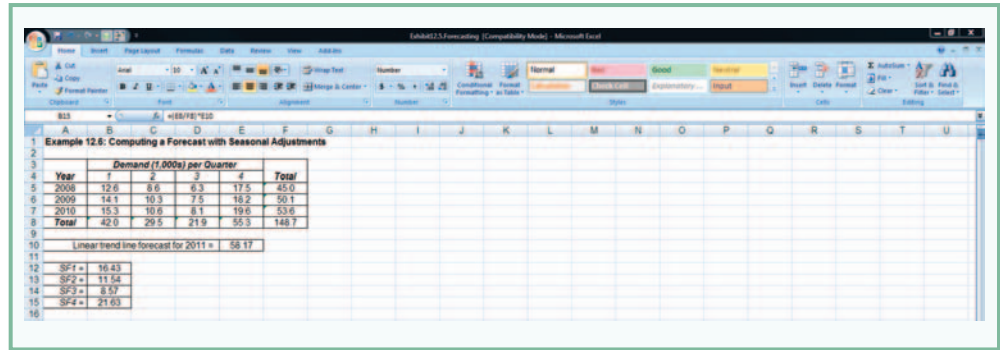 Exhibit12.5.Forecasting [Compatibility Mode] - Microsoft Excel
Home Insert Page Layout Formulas Data Review View Add-Ins
Cut
Copy
Format Painter
Paste
Clipboard
Arial 10
Font
Wrap Text
Merge & Center
Alignment
Number
Number
Conditional Formatting
Format as Table
Normal Bad Good Neutral
Calculation Check Cell Explanatory ... Input
Styles
Insert Delete Format
Cells
AutoSum
Fill
Clear
Sort & Filter
Find & Select
Editing
B15 fx =(E8/F8)*E10
A B C D E F G H I J K L M N O P Q R S T U
1 Example 12.6: Computing a Forecast with Seasonal Adjustments
2
3 Demand (1,000s) per Quarter
4 Year 1 2 3 4 Total
5 2008 12.6 8.6 6.3 17.5 45.0
6 2009 14.1 10.3 7.5 18.2 50.1
7 2010 15.3 10.6 8.1 19.6 53.6
8 Total 42.0 29.5 21.9 55.3 148.7
9
10 Linear trend line forecast for 2011 = 58.17
11
12 SF1 = 16.43
13 SF2 = 11.54
14 SF3 = 8.57
15 SF4 = 21.63
16